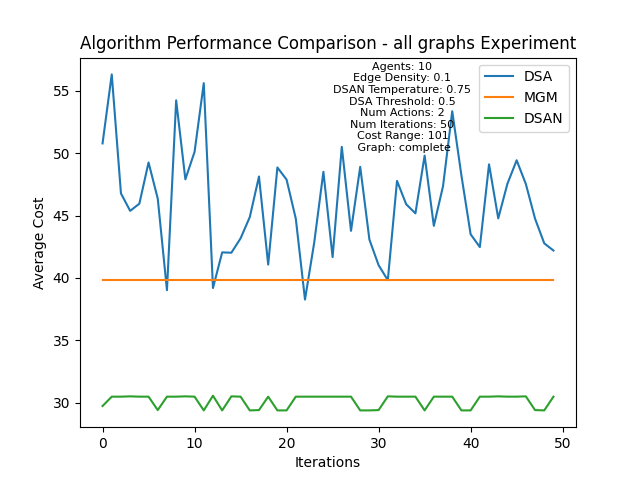 Algorithm Performance Comparison - all graphs Experiment
Agents: 10
Edge Density: 0.1
DSAN Temperature: 0.75
DSA Threshold: 0.5
Num Actions: 2
Num Iterations: 50
Cost Range: 101
Graph: complete
DSA
MGM
DSAN
Average Cost
55
50
45
40
35
30
0
10
20
30
40
50
Iterations